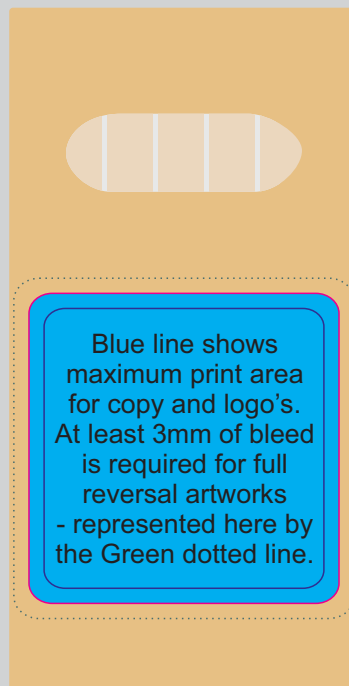 Blue line shows
maximum print area
for copy and logo's.
At least 3mm of bleed
is required for full
reversal artworks
- represented here by
the Green dotted line.